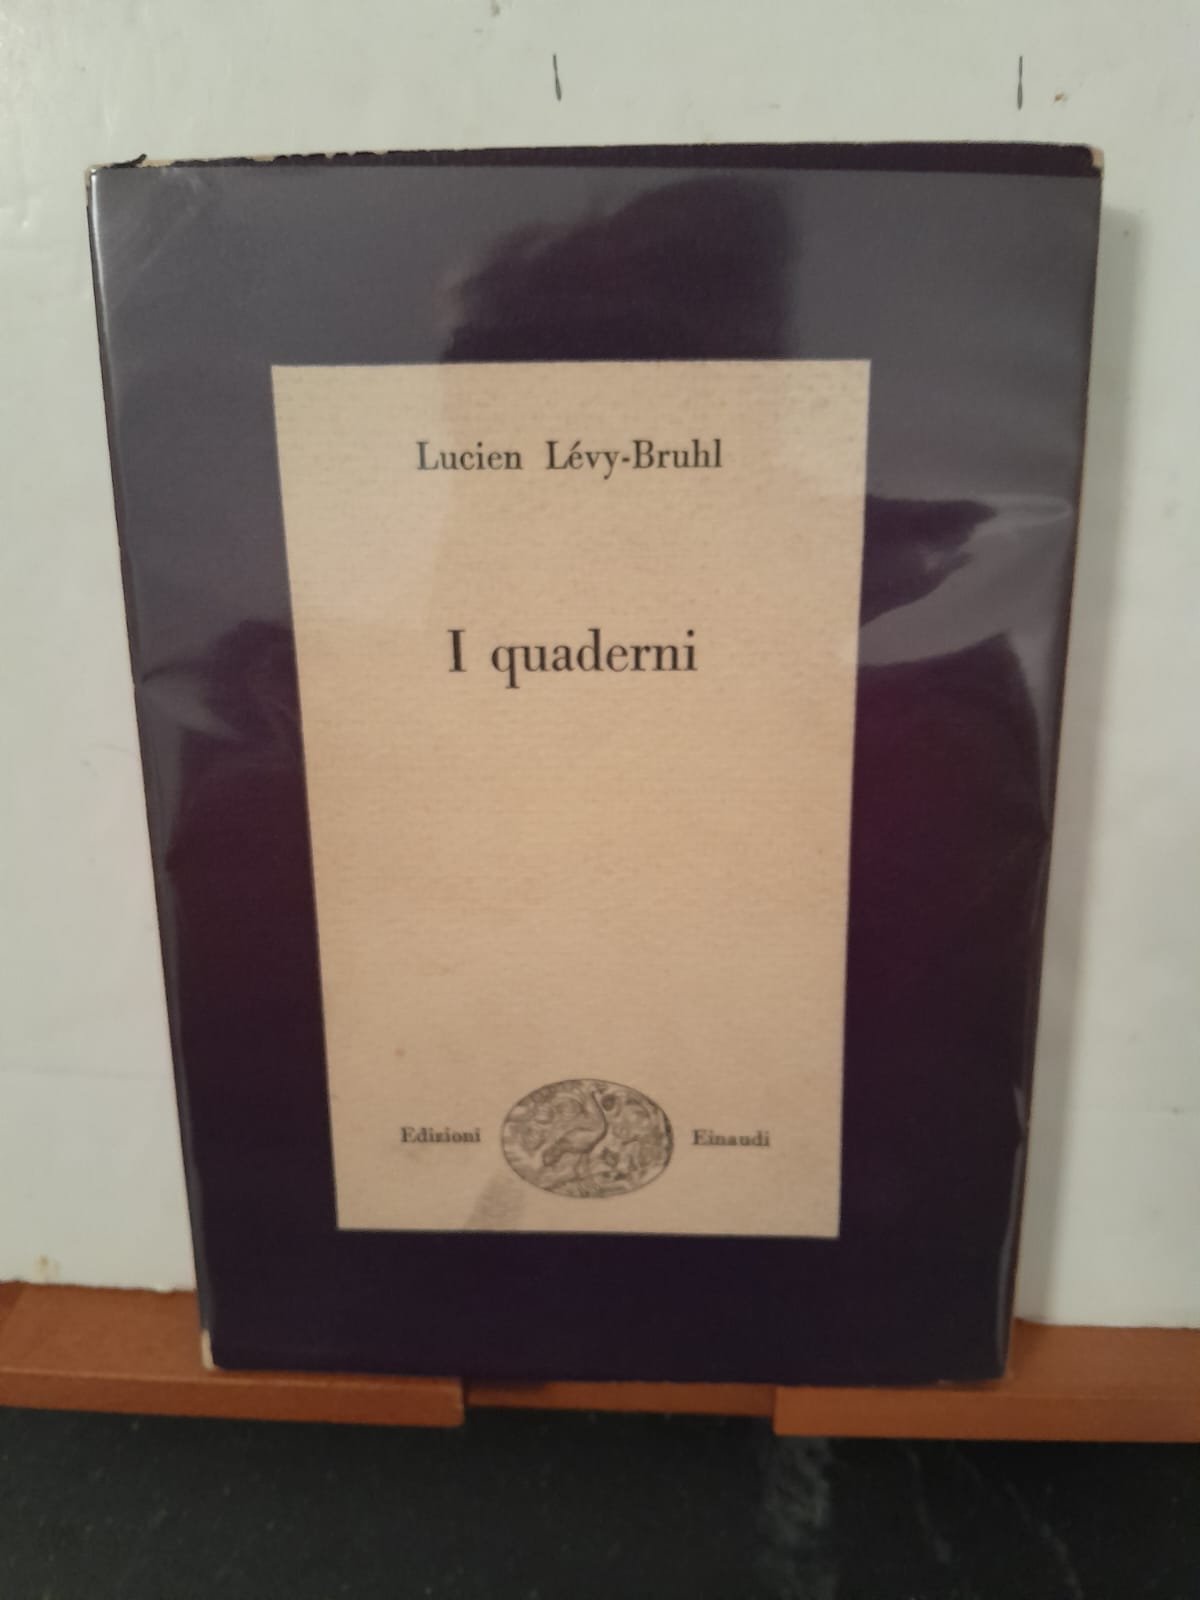 Lucien Lévy-Bruhl
I quaderni
Edizioni Einaudi